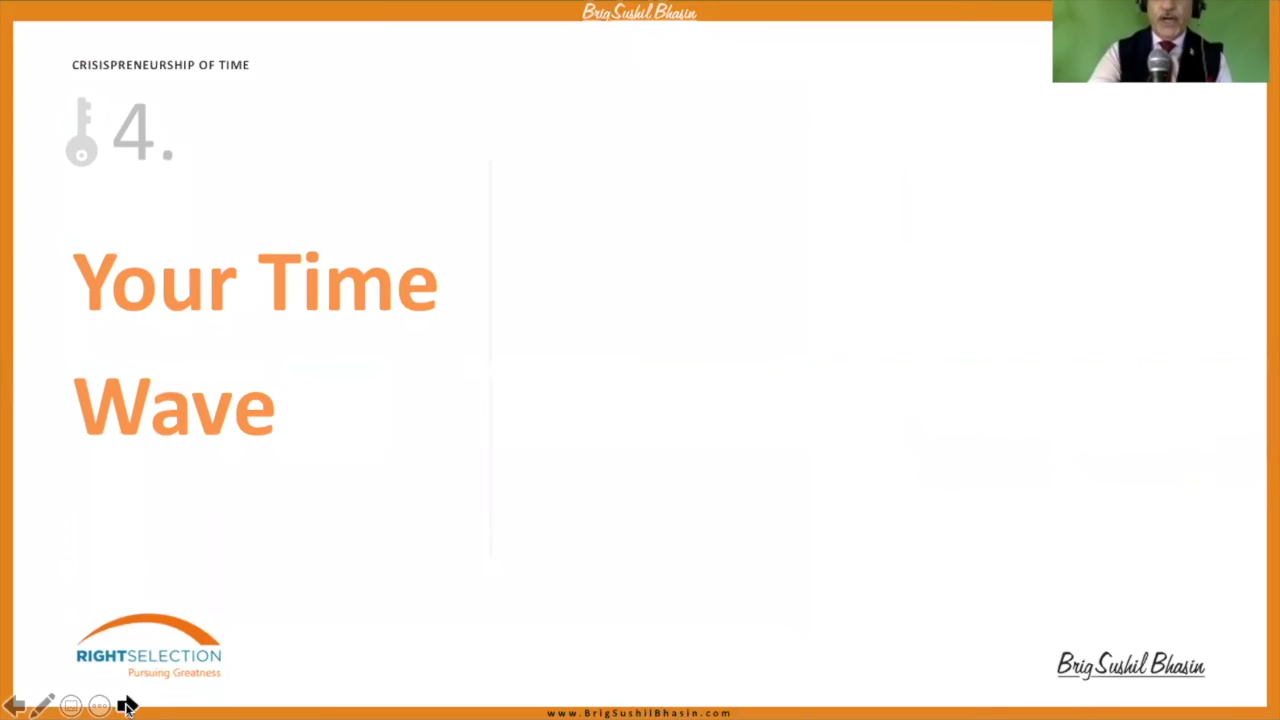 Brig Sushil Bhasin
CRISISPRENEURSHIP OF TIME
4.
Your Time
Wave
RIGHTSELECTION
Pursuing Greatness
Brig Sushil Bhasin
www.BrigSushilBhasin.com